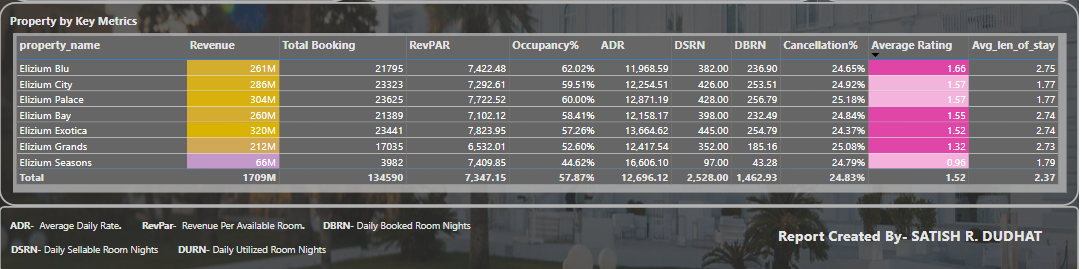 Property by Key Metrics
property_name Revenue Total Booking RevPAR Occupancy% ADR DSRN DBRN Cancellation% Average Rating Avg_len_of_stay
Elizium Blu 261M 21795 7,422.48 62.02% 11,968.59 382.00 236.90 24.65% 1.66 2.75
Elizium City 286M 23323 7,292.61 59.51% 12,254.51 426.00 253.51 24.92% 1.57 1.77
Elizium Palace 304M 23625 7,722.52 60.00% 12,871.19 428.00 256.79 25.18% 1.57 1.77
Elizium Bay 260M 21389 7,102.12 58.41% 12,158.17 398.00 232.49 24.84% 1.55 2.74
Elizium Exotica 320M 23441 7,823.95 57.26% 13,664.62 445.00 254.79 24.37% 1.52 2.74
Elizium Grands 212M 17035 6,532.01 52.60% 12,417.54 352.00 185.16 25.08% 1.32 2.73
Elizium Seasons 66M 3982 7,409.85 44.62% 16,606.10 97.00 43.28 24.79% 0.96 1.79
Total 1709M 134590 7,347.15 57.87% 12,696.12 2,528.00 1,462.93 24.83% 1.52 2.37
ADR- Average Daily Rate. RevPar- Revenue Per Available Room. DBRN- Daily Booked Room Nights
DSRN- Daily Sellable Room Nights DURN- Daily Utilized Room Nights
Report Created By- SATISH R. DUDHAT